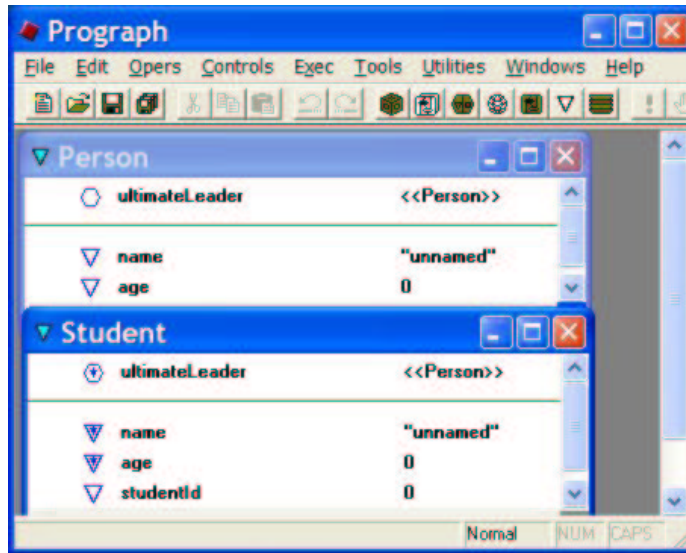 Prograph
File Edit Opers Controls Exec Tools Utilities Windows Help
Person
ultimateLeader <<Person>>
name "unnamed"
age 0
Student
ultimateLeader <<Person>>
name "unnamed"
age 0
studentId 0
Normal NUM CAPS